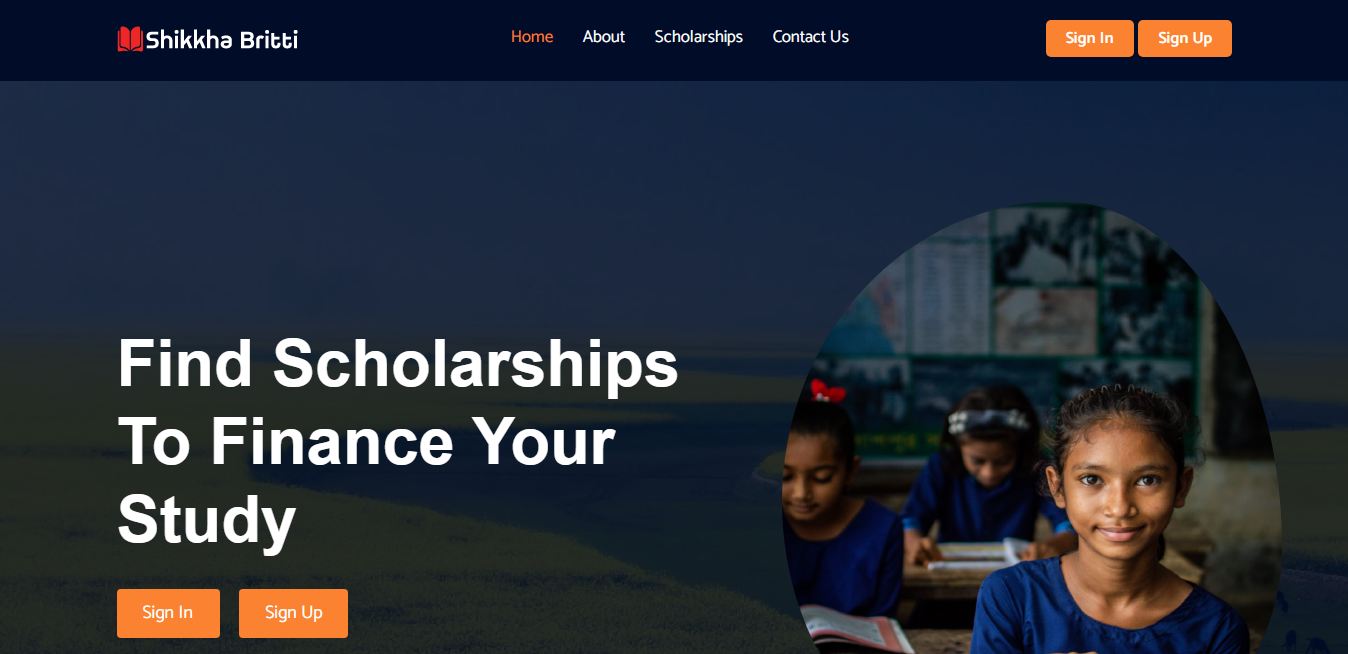 Shikkha Britti
Home About Scholarships Contact Us
Sign In Sign Up
Find Scholarships
To Finance Your
Study
Sign In Sign Up